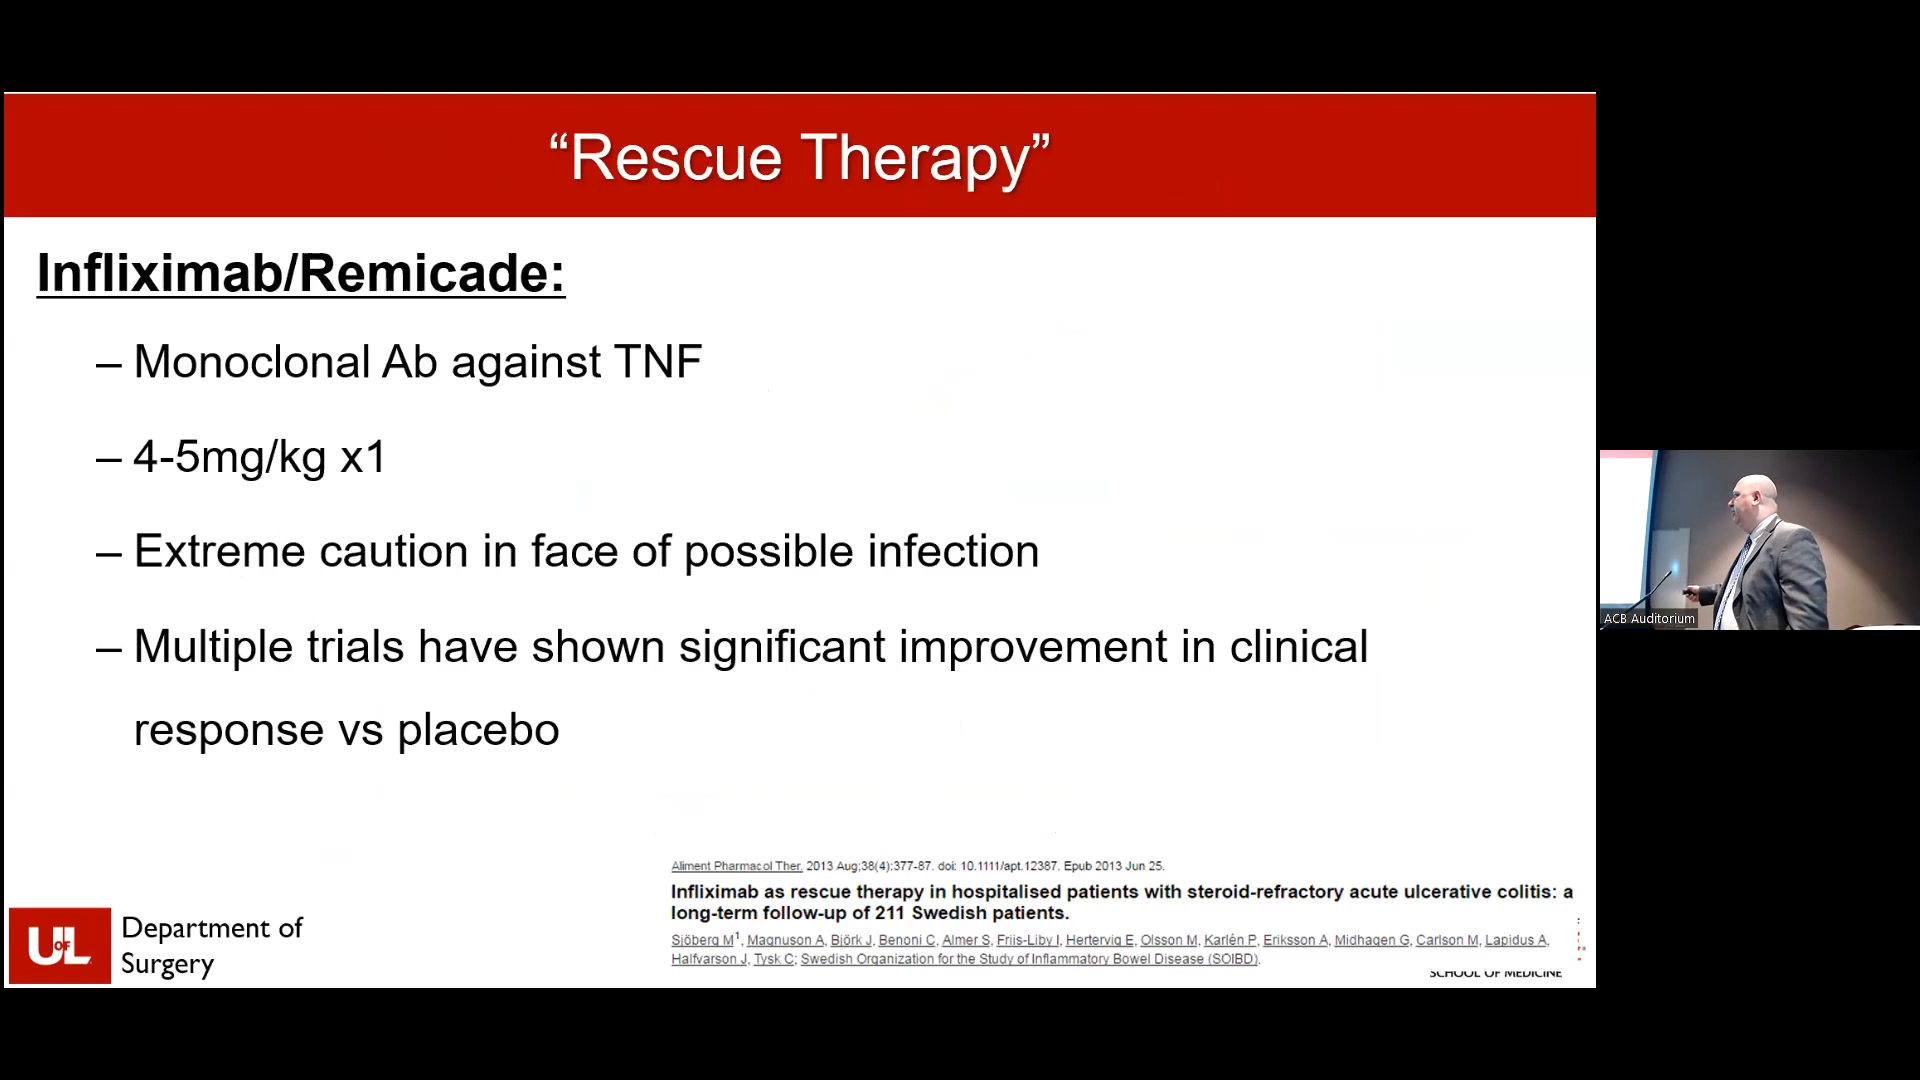 “Rescue Therapy”
Infliximab/Remicade:
– Monoclonal Ab against TNF
– 4-5mg/kg x1
– Extreme caution in face of possible infection
– Multiple trials have shown significant improvement in clinical
response vs placebo
ACB Auditorium
Aliment Pharmacol Ther. 2013 Aug;38(4):377-87. doi: 10.1111/apt.12387. Epub 2013 Jun 25.
Infliximab as rescue therapy in hospitalised patients with steroid-refractory acute ulcerative colitis: a
long-term follow-up of 211 Swedish patients.
Sjöberg M1, Magnuson A, Björk J, Benoni C, Almer S, Friis-Liby I, Hertervig E, Olsson M, Karlén P, Eriksson A, Midhagen G, Carlson M, Lapidus A,
Halfvarson J, Tysk C; Swedish Organization for the Study of Inflammatory Bowel Disease (SOIBD).
SCHOOL OF MEDICINE
UOFL
Department of
Surgery